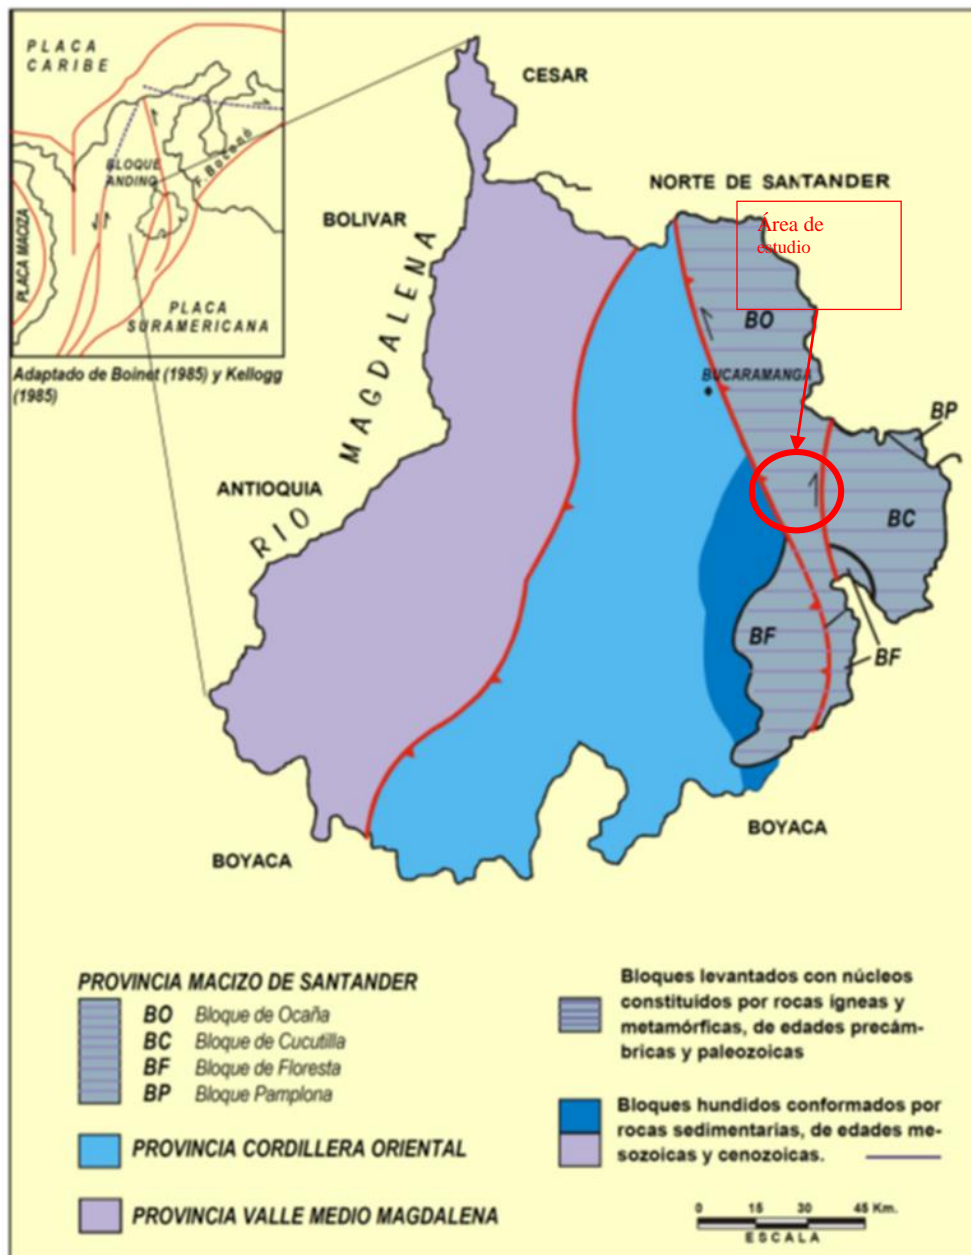 PLACA
CARIBE
BLOQUE
ANDINO
F. Boconó
PLACA MACIZA
PLACA
SURAMERICANA
Adaptado de Boinet (1985) y Kellogg
(1985)
CESAR
NORTE DE SANTANDER
BOLIVAR
Área de
estudio
RIO MAGDALENA
BO
BUCARAMANGA
BP
ANTIOQUIA
BC
BF
BF
BOYACA
BOYACA
PROVINCIA MACIZO DE SANTANDER
BO Bloque de Ocaña
BC Bloque de Cucutilla
BF Bloque de Floresta
BP Bloque Pamplona
PROVINCIA CORDILLERA ORIENTAL
PROVINCIA VALLE MEDIO MAGDALENA
Bloques levantados con núcleos
constituidos por rocas ígneas y
metamórficas, de edades precám-
bricas y paleozoicas
Bloques hundidos conformados por
rocas sedimentarias, de edades me-
sozoicas y cenozoicas.
0 15 30 45 Km.
ESCALA